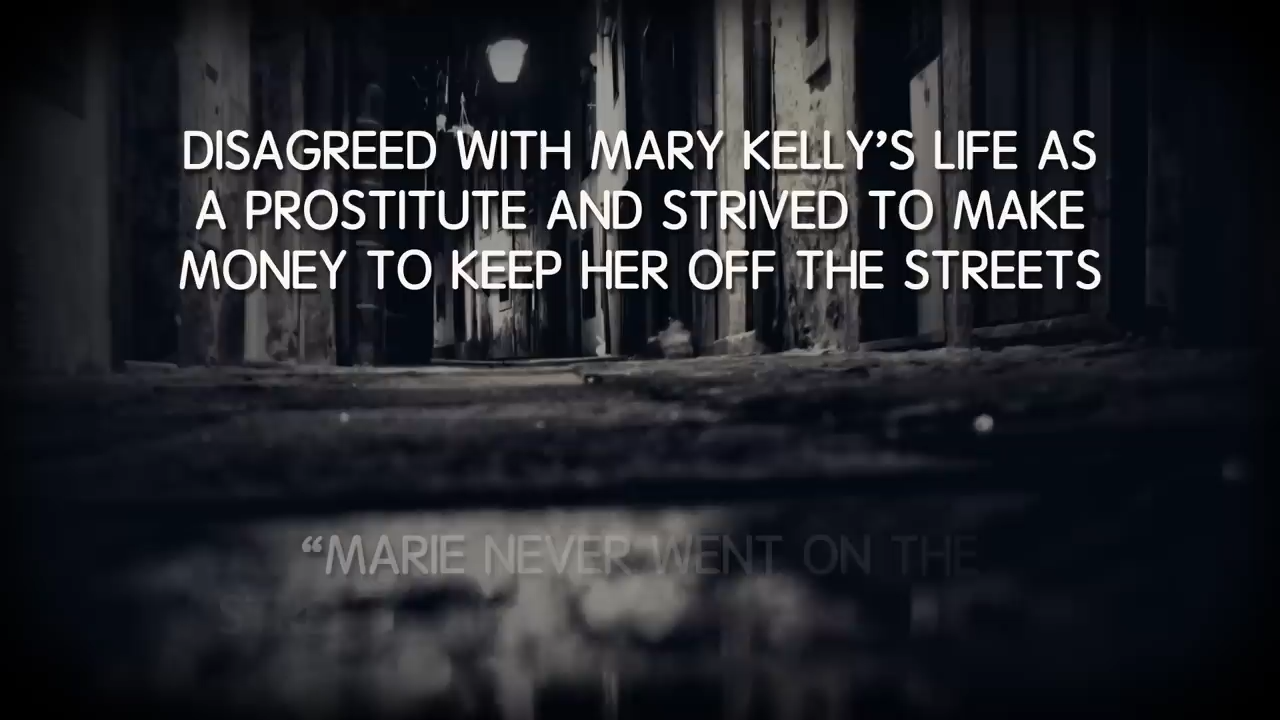 DISAGREED WITH MARY KELLY’S LIFE AS
A PROSTITUTE AND STRIVED TO MAKE
MONEY TO KEEP HER OFF THE STREETS
“MARIE NEVER WENT ON THE